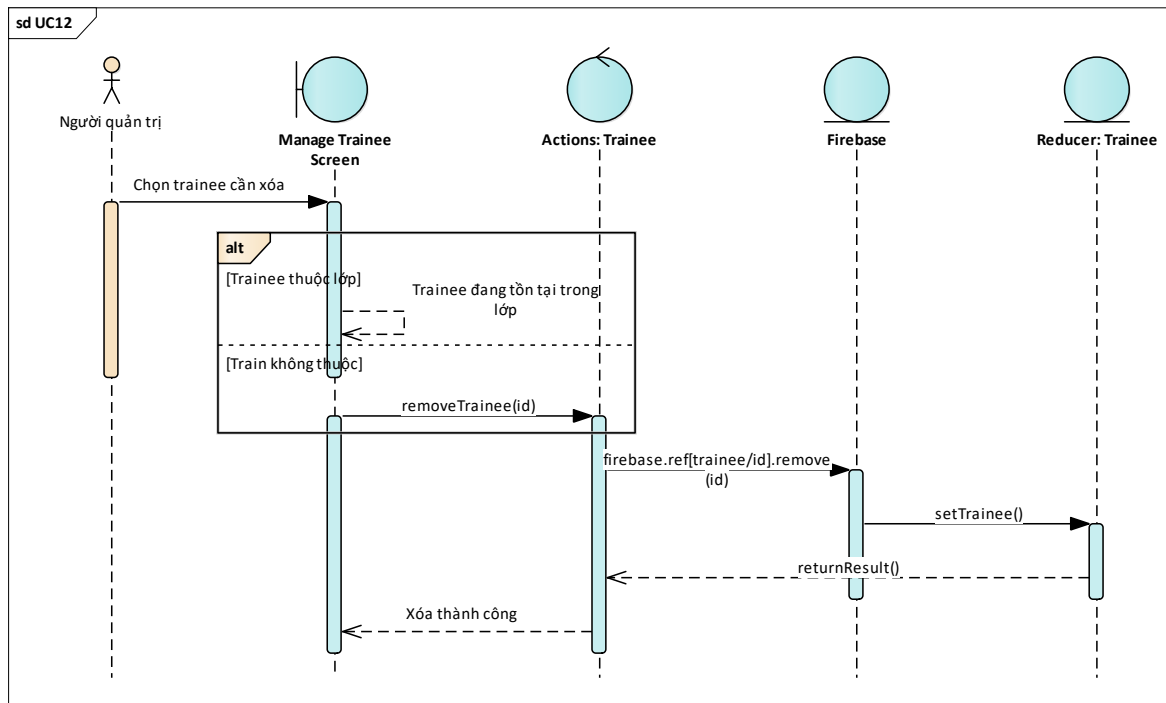 sd UC12
Người quản trị
Manage Trainee
Screen
Actions: Trainee
Firebase
Reducer: Trainee
Chọn trainee cần xóa
alt
[Trainee thuộc lớp]
Trainee đang tồn tại trong
lớp
[Train không thuộc]
removeTrainee(id)
firebase.ref[trainee/id].remove
(id)
setTrainee()
returnResult()
Xóa thành công